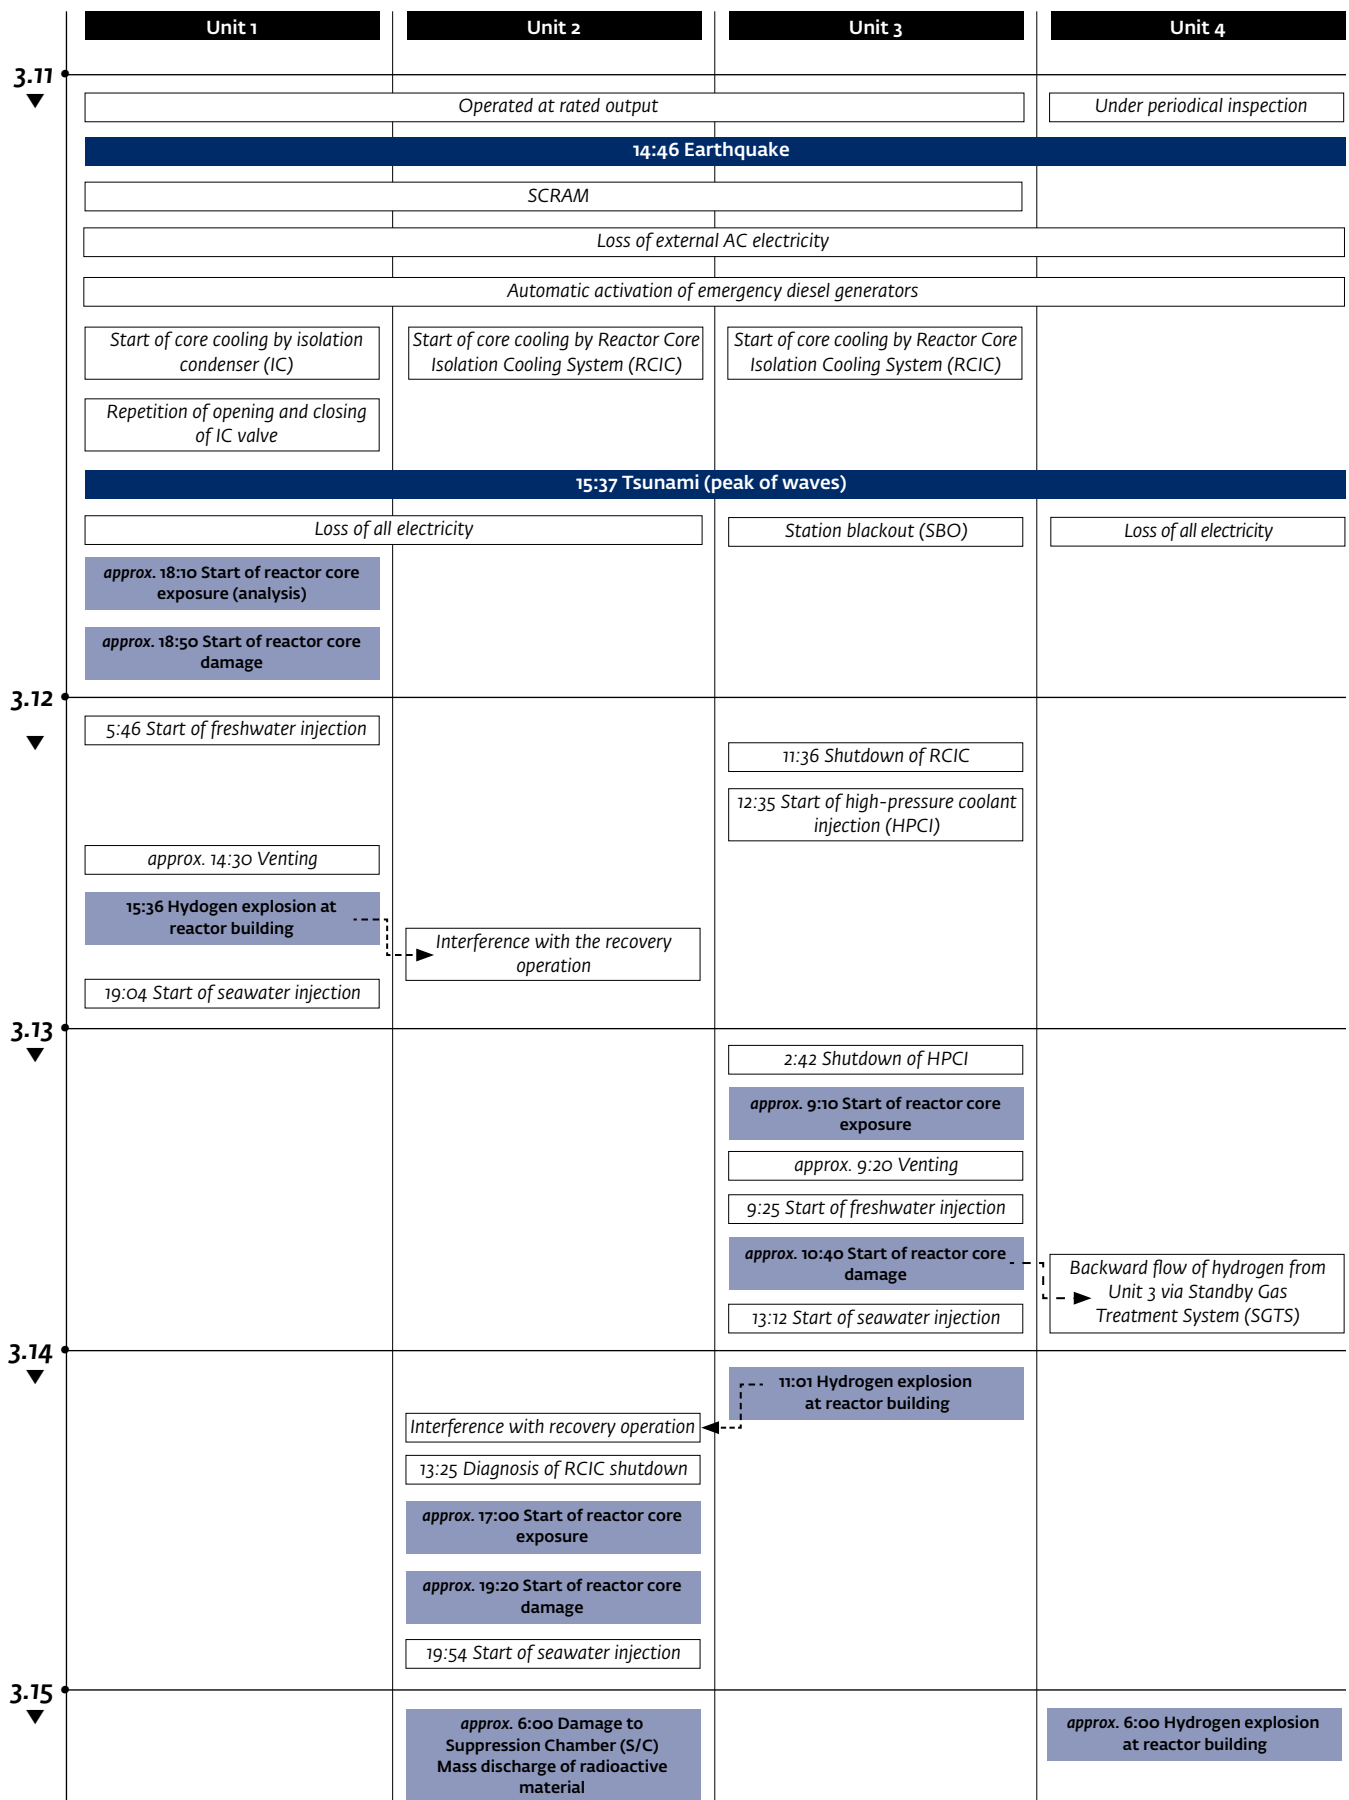 Unit 1
Unit 2
Unit 3
Unit 4
3.11
Operated at rated output
Under periodical inspection
14:46 Earthquake
SCRAM
Loss of external AC electricity
Automatic activation of emergency diesel generators
Start of core cooling by isolation
condenser (IC)
Start of core cooling by Reactor Core
Isolation Cooling System (RCIC)
Start of core cooling by Reactor Core
Isolation Cooling System (RCIC)
Repetition of opening and closing
of IC valve
15:37 Tsunami (peak of waves)
Loss of all electricity
Station blackout (SBO)
Loss of all electricity
approx. 18:10 Start of reactor core
exposure (analysis)
approx. 18:50 Start of reactor core
damage
3.12
5:46 Start of freshwater injection
11:36 Shutdown of RCIC
12:35 Start of high-pressure coolant
injection (HPCI)
approx. 14:30 Venting
15:36 Hydogen explosion at
reactor building
Interference with the recovery
operation
19:04 Start of seawater injection
3.13
2:42 Shutdown of HPCI
approx. 9:10 Start of reactor core
exposure
approx. 9:20 Venting
9:25 Start of freshwater injection
approx. 10:40 Start of reactor core
damage
Backward flow of hydrogen from
Unit 3 via Standby Gas
Treatment System (SGTS)
13:12 Start of seawater injection
3.14
11:01 Hydrogen explosion
at reactor building
Interference with recovery operation
13:25 Diagnosis of RCIC shutdown
approx. 17:00 Start of reactor core
exposure
approx. 19:20 Start of reactor core
damage
19:54 Start of seawater injection
3.15
approx. 6:00 Damage to
Suppression Chamber (S/C)
Mass discharge of radioactive
material
approx. 6:00 Hydrogen explosion
at reactor building